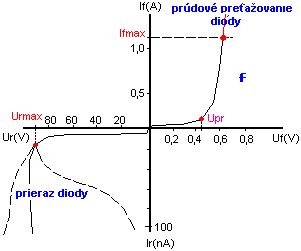 If(A)
prúdové preťažovanie
diody
Ifmax
1,0
F
0,5
Urmax
80 60 40 20
Upr
Ur(V)
0,2 0,4 0,6 0,8
Uf(V)
prieraz diody
100
Ir(nA)